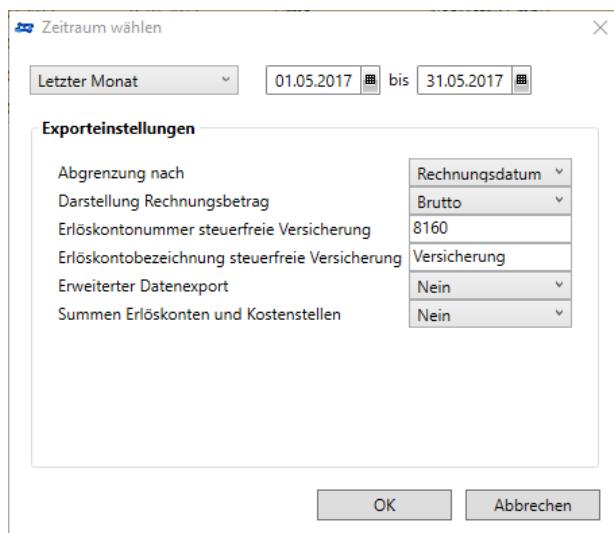 Zeitraum wählen
Letzter Monat 01.05.2017 bis 31.05.2017
Exporteinstellungen
Abgrenzung nach Rechnungsdatum
Darstellung Rechnungsbetrag Brutto
Erlöskontonummer steuerfreie Versicherung 8160
Erlöskontobezeichnung steuerfreie Versicherung Versicherung
Erweiterter Datenexport Nein
Summen Erlöskonten und Kostenstellen Nein
OK Abbrechen